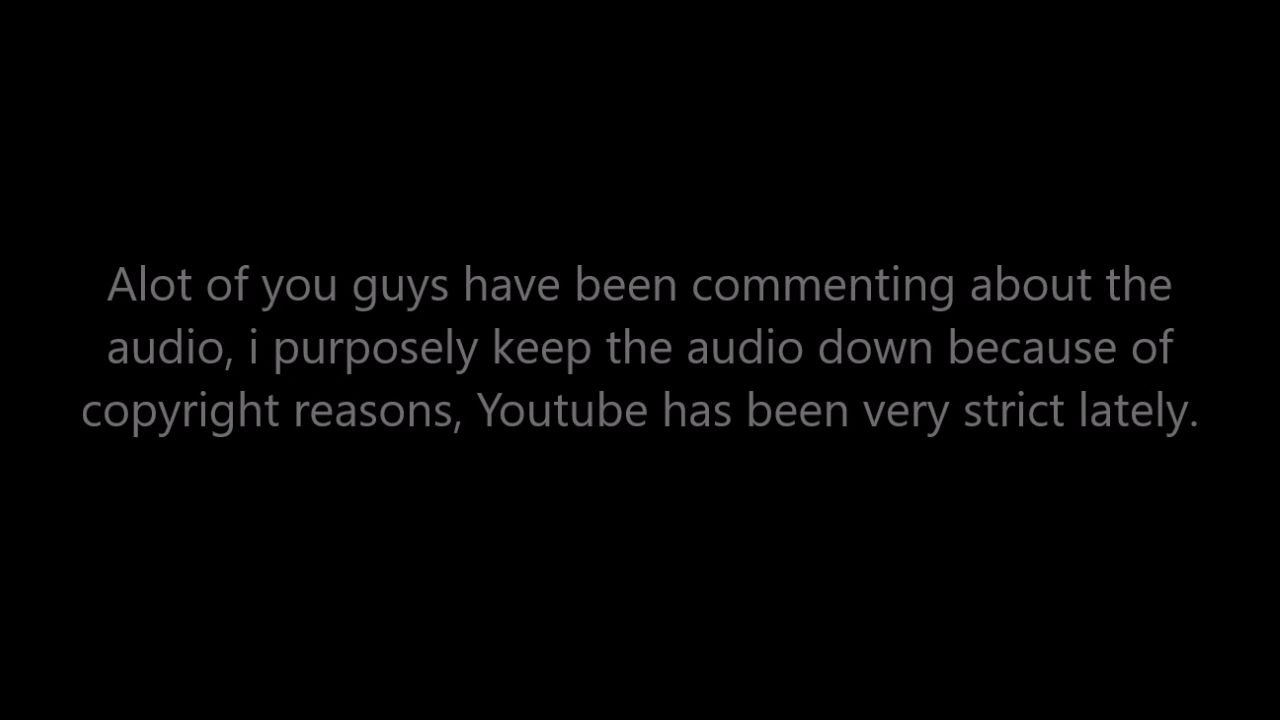 Alot of you guys have been commenting about the
audio, i purposely keep the audio down because of
copyright reasons, Youtube has been very strict lately.